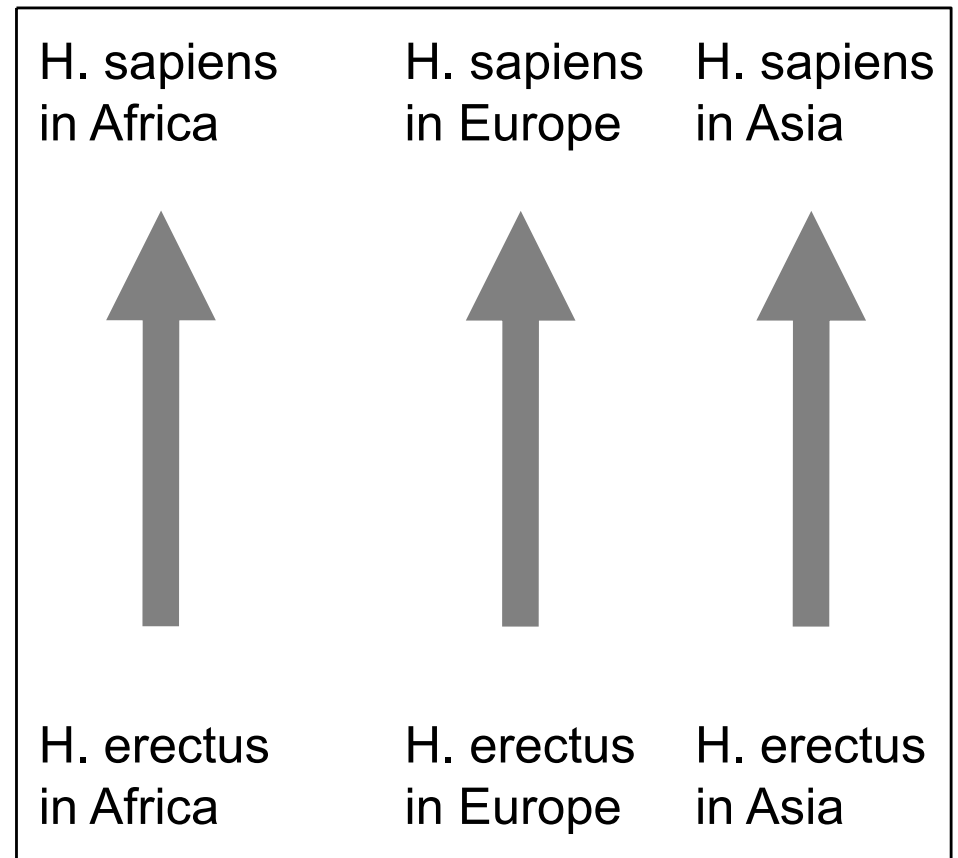 H. sapiens
in Africa
H. sapiens
in Europe
H. sapiens
in Asia
H. erectus
in Africa
H. erectus
in Europe
H. erectus
in Asia